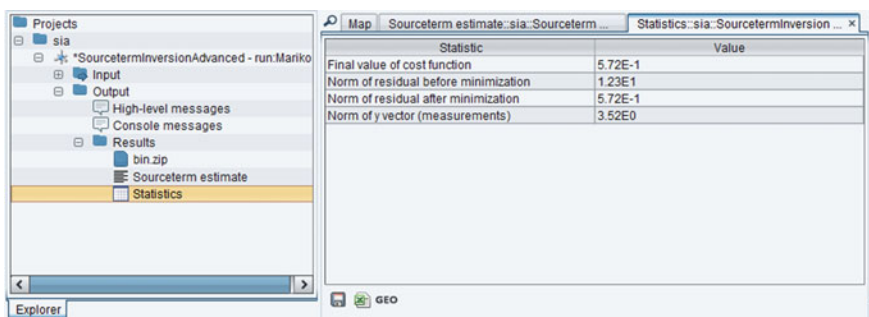 Projects
sia
*SourcetermInversionAdvanced - run:Mariko
Input
Output
High-level messages
Console messages
Results
bin.zip
Sourceterm estimate
Statistics
Explorer
Map
Sourceterm estimate::sia::Sourceterm ...
Statistics::sia::SourcetermInversion ... ×
Statistic Value
Final value of cost function 5.72E-1
Norm of residual before minimization 1.23E1
Norm of residual after minimization 5.72E-1
Norm of y vector (measurements) 3.52E0
GEO